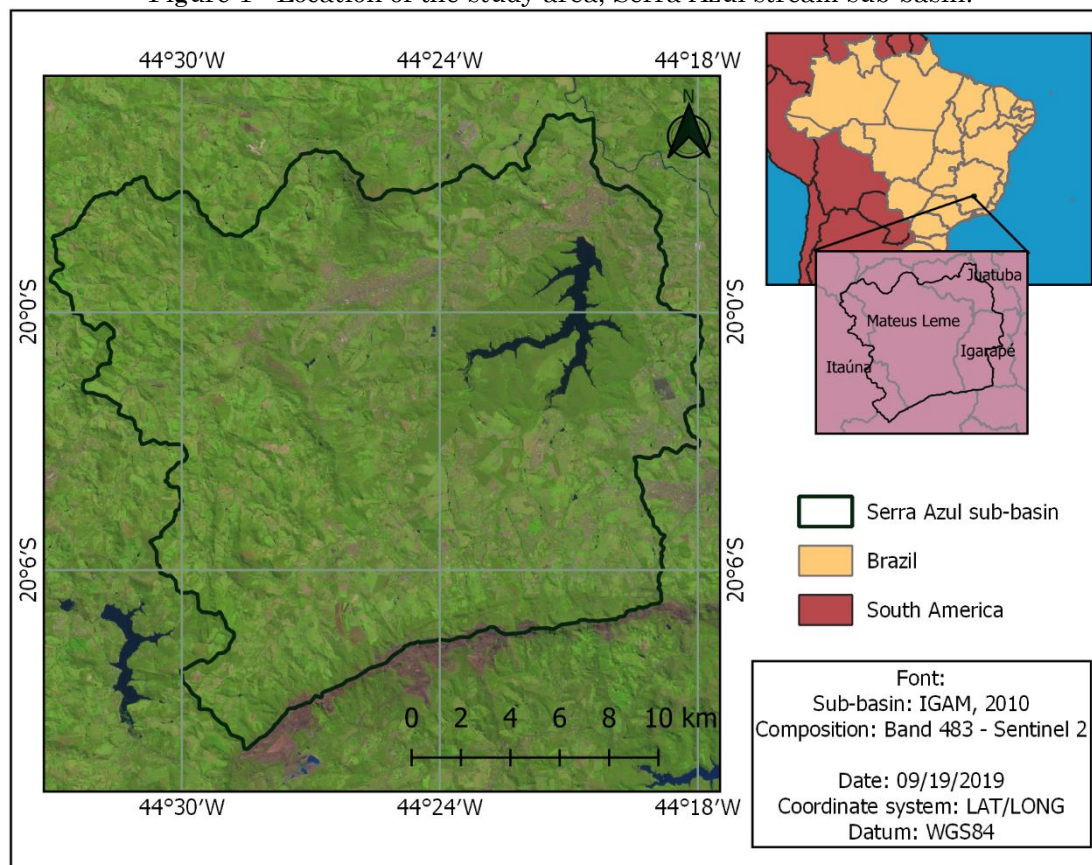 Figure 1 - Location of the study area, Serra Azul stream sub-basin.
44°30'W 44°24'W 44°18'W
N
20°0'S 20°0'S
20°6'S 20°6'S
0 2 4 6 8 10 km
44°30'W 44°24'W 44°18'W
Juatuba
Mateus Leme
Igarapé
Itaúna
Serra Azul sub-basin
Brazil
South America
Font:
Sub-basin: IGAM, 2010
Composition: Band 483 - Sentinel 2
Date: 09/19/2019
Coordinate system: LAT/LONG
Datum: WGS84